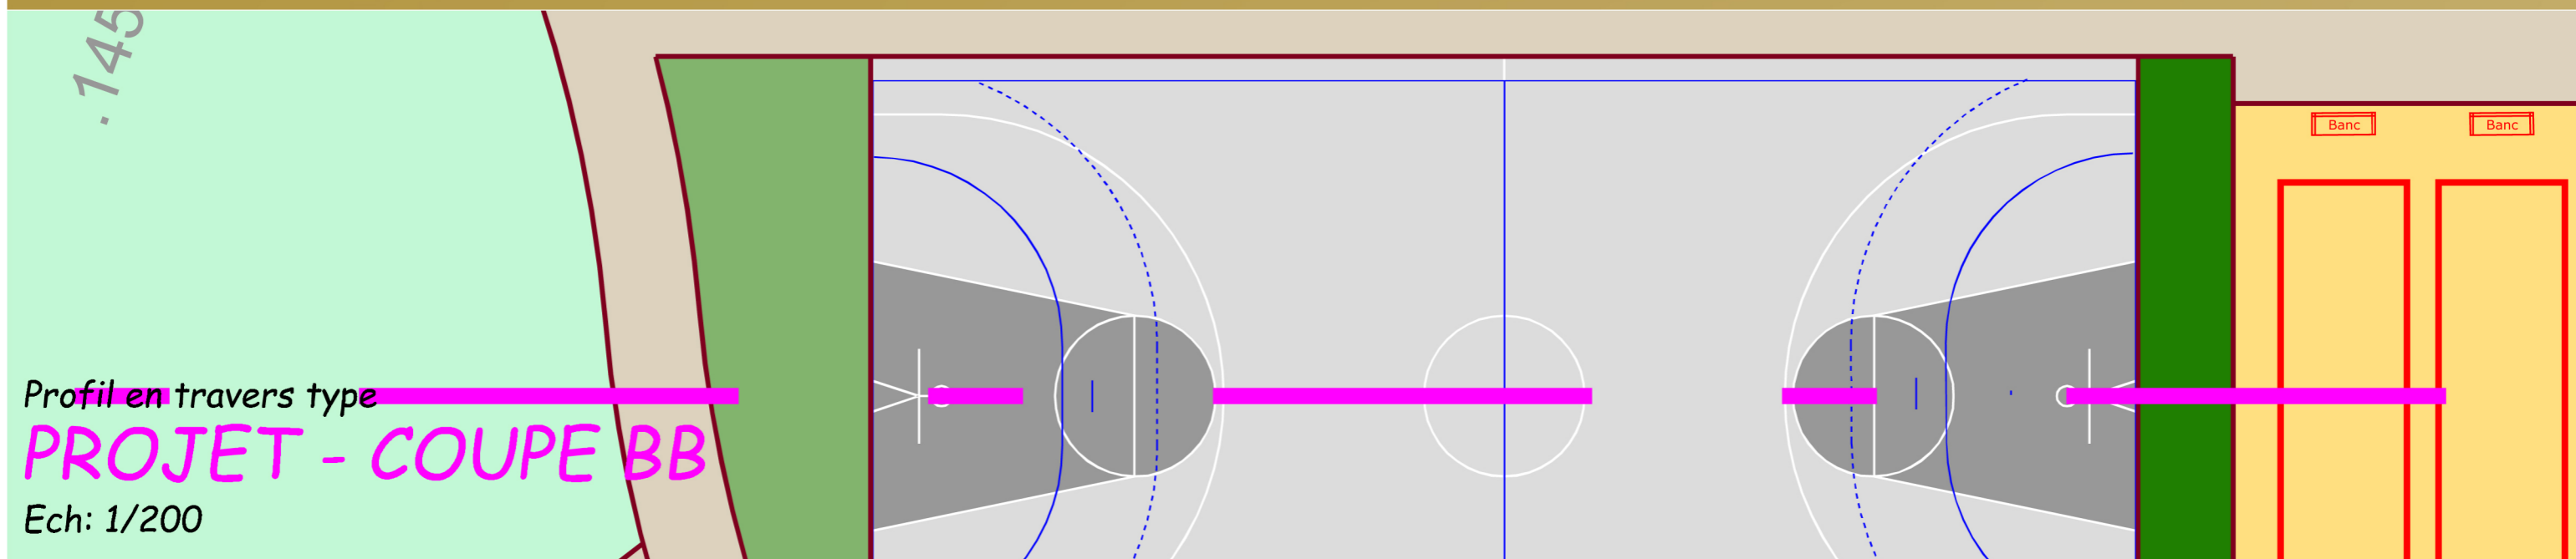 . 145
Banc
Banc
Profil en travers type
PROJET - COUPE BB
Ech: 1/200